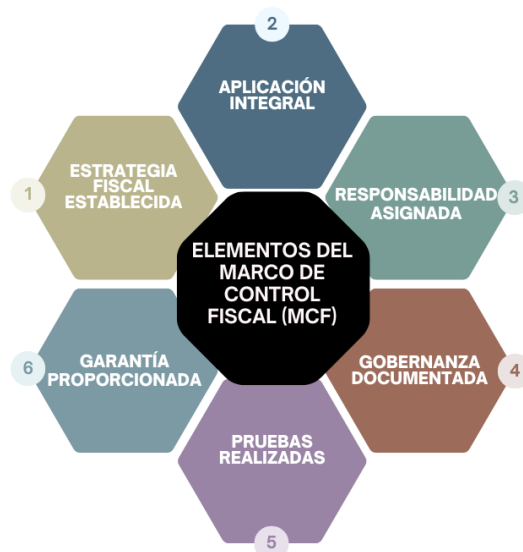 2
APLICACIÓN
INTEGRAL
1
ESTRATEGIA
FISCAL
ESTABLECIDA
RESPONSABILIDAD
ASIGNADA
3
ELEMENTOS DEL
MARCO DE
CONTROL
FISCAL (MCF)
6
GARANTÍA
PROPORCIONADA
GOBERNANZA
DOCUMENTADA
4
PRUEBAS
REALIZADAS
5